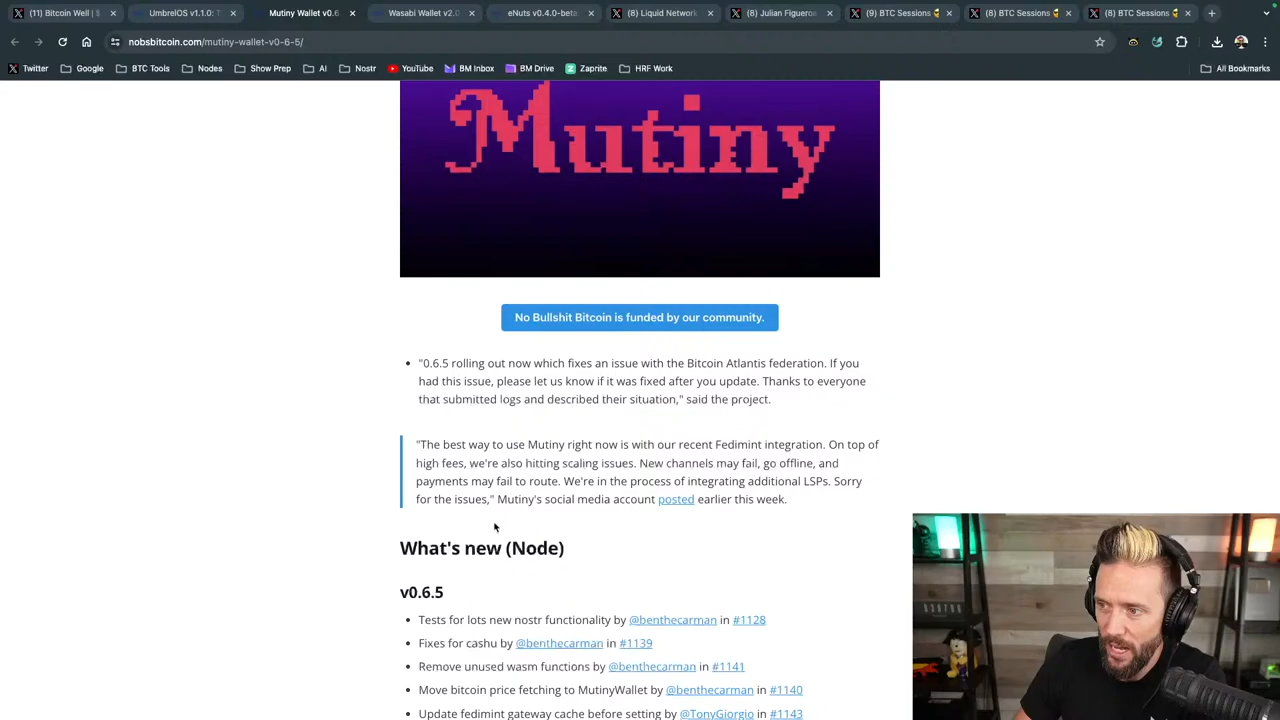 (11) Bitcoin Well $
UmbrelOS v1.1.0: T
Mutiny Wallet v0.6
Wasabi Wallet v2.0
eNuts v0.4.0-beta
(8) Liquid Network
(8) Julian Figueroa
(9) BTC Sessions
(8) BTC Sessions
(8) BTC Sessions
nobsbitcoin.com/mutiny-wallet-v0-6-5/
Twitter
Google
BTC Tools
Nodes
Show Prep
AI
Nostr
YouTube
BM Inbox
BM Drive
Zaprite
HRF Work
All Bookmarks
Mutiny
No Bullshit Bitcoin is funded by our community.
• "0.6.5 rolling out now which fixes an issue with the Bitcoin Atlantis federation. If you
had this issue, please let us know if it was fixed after you update. Thanks to everyone
that submitted logs and described their situation," said the project.
"The best way to use Mutiny right now is with our recent Fedimint integration. On top of
high fees, we're also hitting scaling issues. New channels may fail, go offline, and
payments may fail to route. We're in the process of integrating additional LSPs. Sorry
for the issues," Mutiny's social media account posted earlier this week.
What's new (Node)
v0.6.5
• Tests for lots new nostr functionality by @benthecarman in #1128
• Fixes for cashu by @benthecarman in #1139
• Remove unused wasm functions by @benthecarman in #1141
• Move bitcoin price fetching to MutinyWallet by @benthecarman in #1140
• Update fedimint gateway cache before setting by @TonyGiorgio in #1143